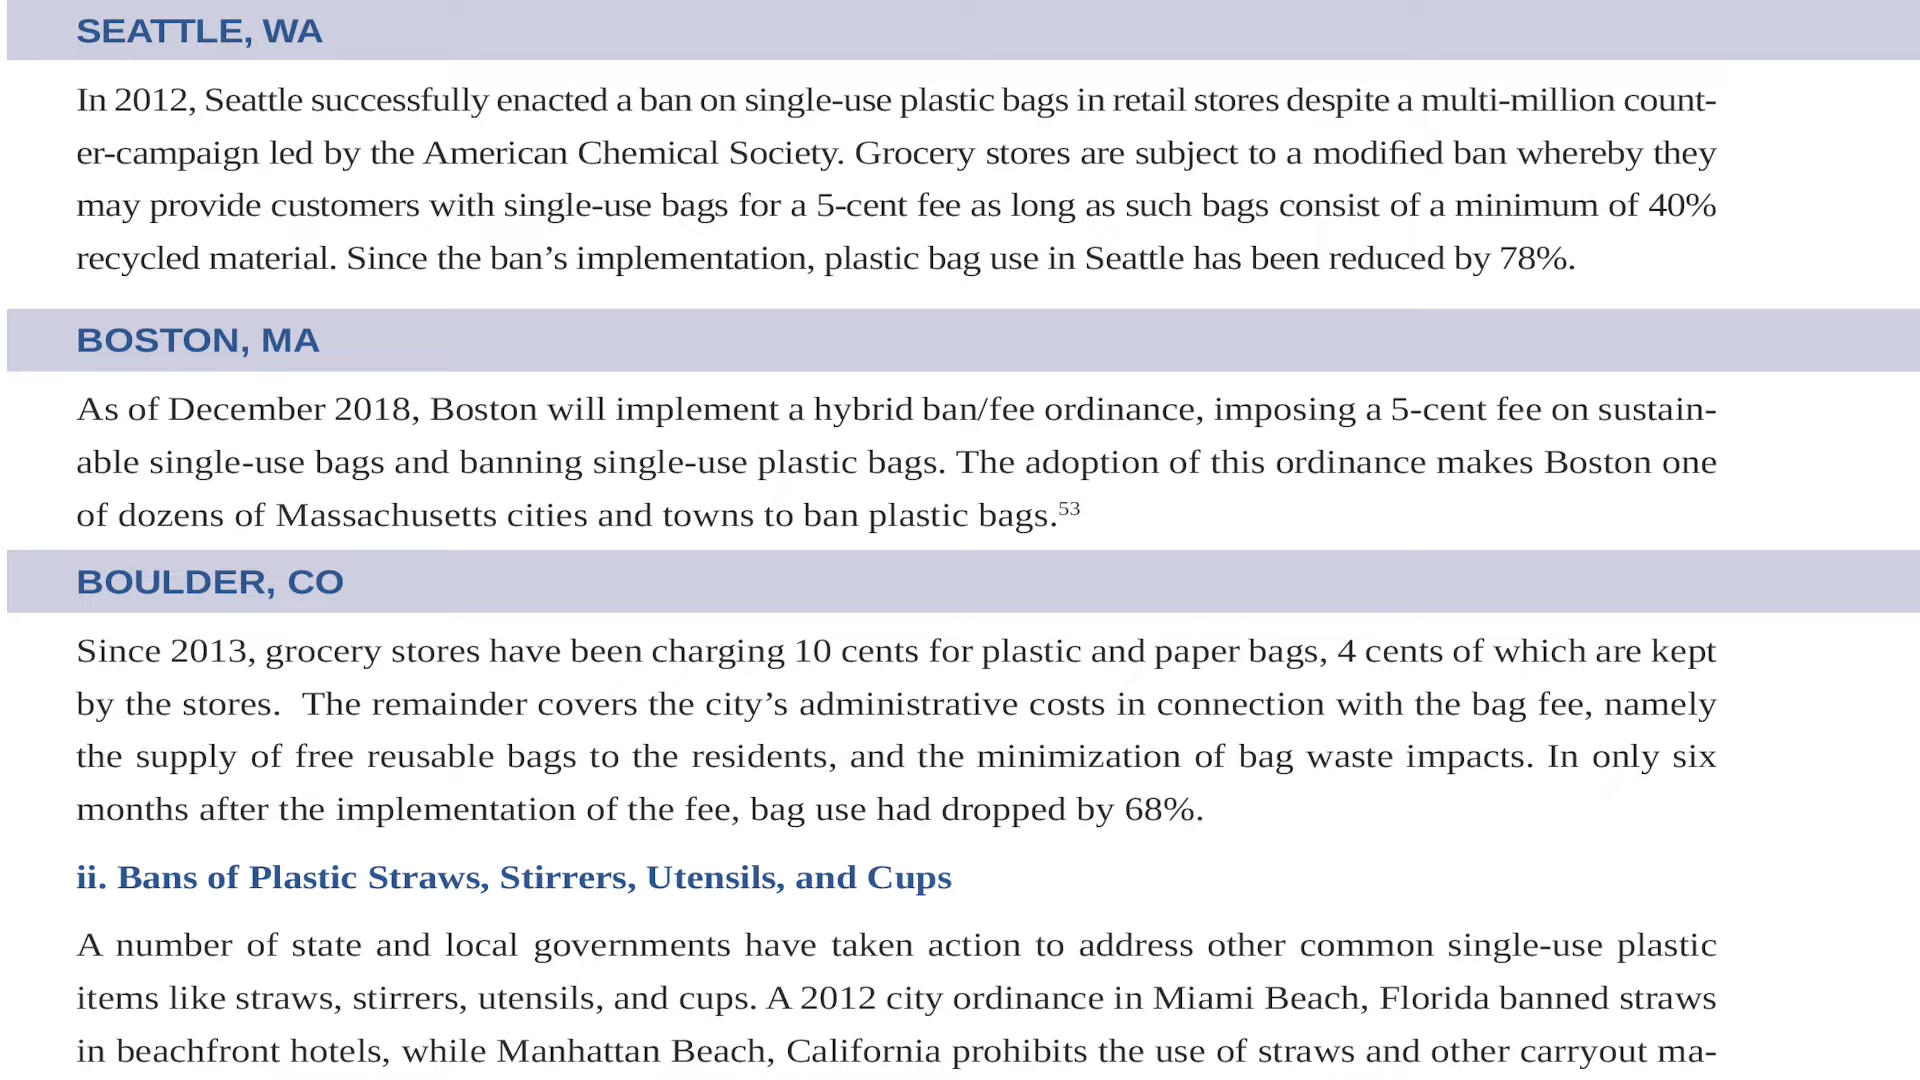 SEATTLE, WA
In 2012, Seattle successfully enacted a ban on single-use plastic bags in retail stores despite a multi-million count-
er-campaign led by the American Chemical Society. Grocery stores are subject to a modified ban whereby they
may provide customers with single-use bags for a 5-cent fee as long as such bags consist of a minimum of 40%
recycled material. Since the ban’s implementation, plastic bag use in Seattle has been reduced by 78%.
BOSTON, MA
As of December 2018, Boston will implement a hybrid ban/fee ordinance, imposing a 5-cent fee on sustain-
able single-use bags and banning single-use plastic bags. The adoption of this ordinance makes Boston one
of dozens of Massachusetts cities and towns to ban plastic bags.53
BOULDER, CO
Since 2013, grocery stores have been charging 10 cents for plastic and paper bags, 4 cents of which are kept
by the stores.  The remainder covers the city’s administrative costs in connection with the bag fee, namely
the supply of free reusable bags to the residents, and the minimization of bag waste impacts. In only six
months after the implementation of the fee, bag use had dropped by 68%.
ii. Bans of Plastic Straws, Stirrers, Utensils, and Cups
A number of state and local governments have taken action to address other common single-use plastic
items like straws, stirrers, utensils, and cups. A 2012 city ordinance in Miami Beach, Florida banned straws
in beachfront hotels, while Manhattan Beach, California prohibits the use of straws and other carryout ma-